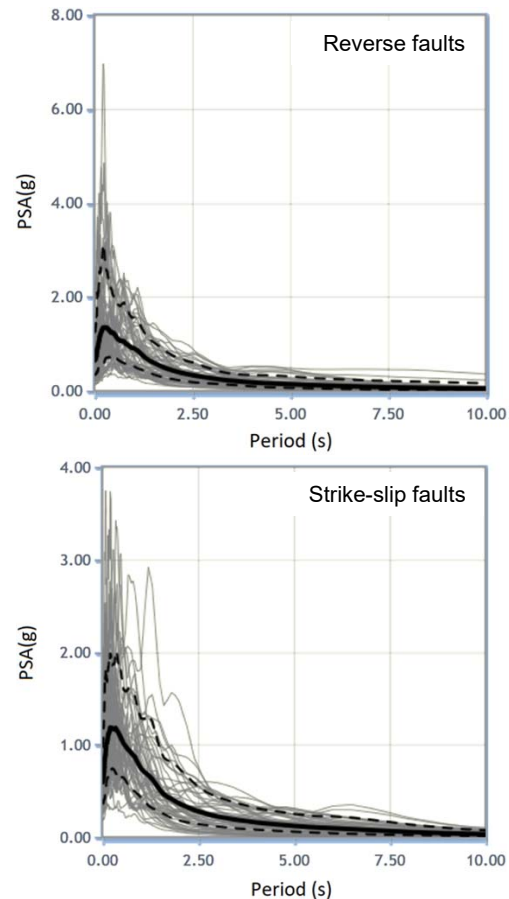 8.00
Reverse faults
6.00
PSA(g)
4.00
2.00
0.00
0.00 2.50 5.00 7.50 10.00
Period (s)
4.00
Strike-slip faults
3.00
PSA(g)
2.00
1.00
0.00
0.00 2.50 5.00 7.50 10.00
Period (s)